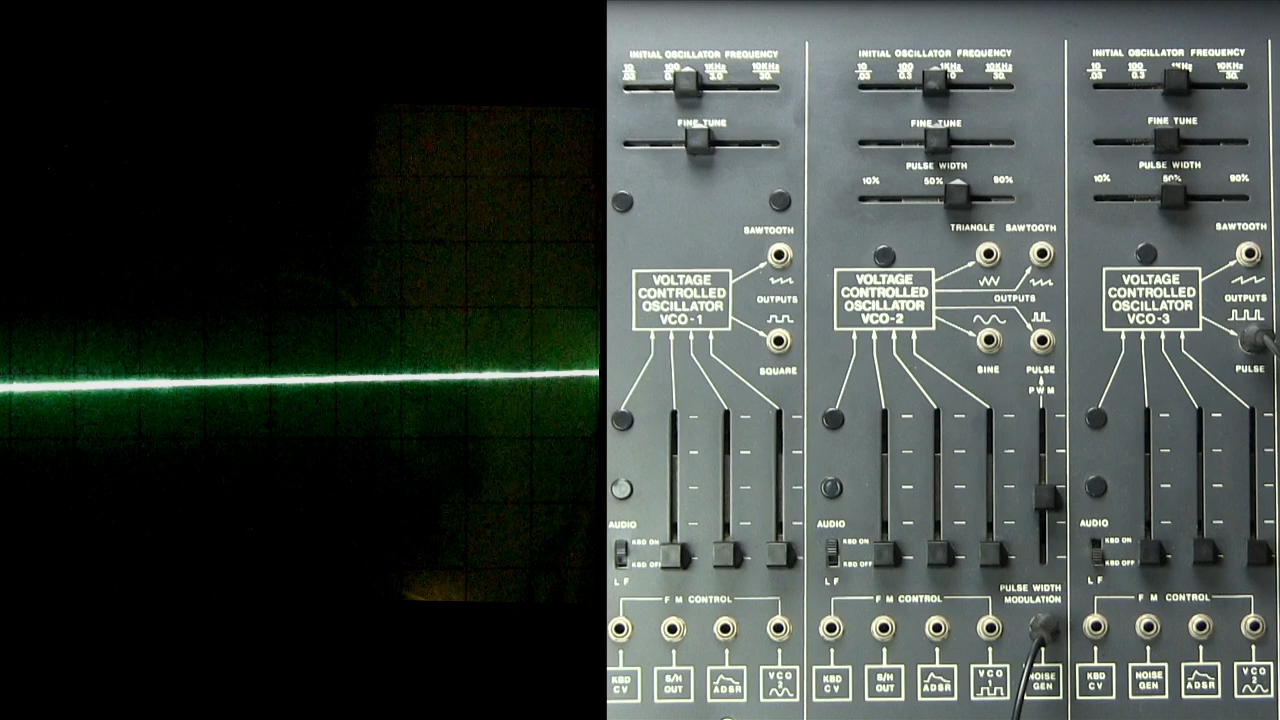 INITIAL OSCILLATOR FREQUENCY
10 100 1KHz 10KHz
.03 3.0 30.
FINE TUNE
SAWTOOTH
VOLTAGE
CONTROLLED
OSCILLATOR
VCO-1
OUTPUTS
SQUARE
AUDIO
KBD ON
KBD OFF
L F
F M CONTROL
KBD
CV
S/H
OUT
ADSR
VCO
2
INITIAL OSCILLATOR FREQUENCY
10 100 1KHz 10KHz
.03 0.3 30.
FINE TUNE
PULSE WIDTH
10% 50% 90%
TRIANGLE SAWTOOTH
VOLTAGE
CONTROLLED
OSCILLATOR
VCO-2
OUTPUTS
SINE PULSE
PWM
AUDIO
KBD ON
KBD OFF
L F
PULSE WIDTH
MODULATION
F M CONTROL
KBD
CV
S/H
OUT
ADSR
VCO
1
NOISE
GEN
INITIAL OSCILLATOR FREQUENCY
10 100 1KHz 10KHz
.03 0.3 30.
FINE TUNE
PULSE WIDTH
10% 50% 90%
SAWTOOTH
VOLTAGE
CONTROLLED
OSCILLATOR
VCO-3
OUTPUTS
PULSE
AUDIO
KBD ON
KBD OFF
L F
F M CONTROL
KBD
CV
NOISE
GEN
ADSR
VCO
2